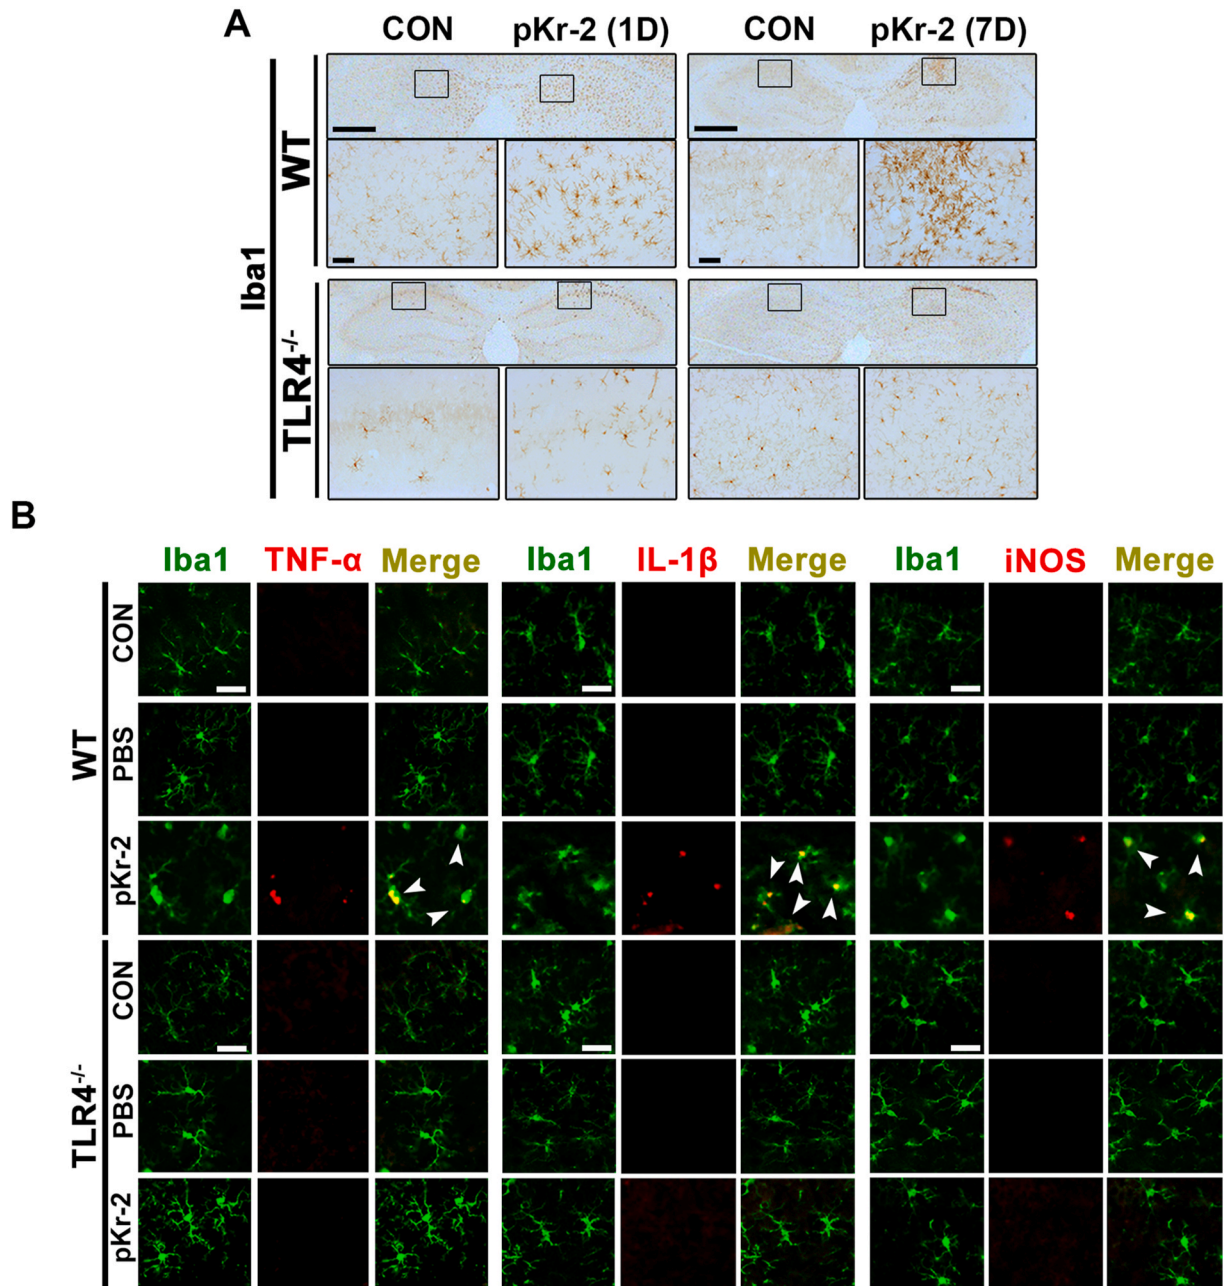 A
CON pKr-2 (1D) CON pKr-2 (7D)
Iba1
WT
TLR4-/-
B
Iba1 TNF-α Merge Iba1 IL-1β Merge Iba1 iNOS Merge
WT
CON
PBS
pKr-2
TLR4-/-
CON
PBS
pKr-2